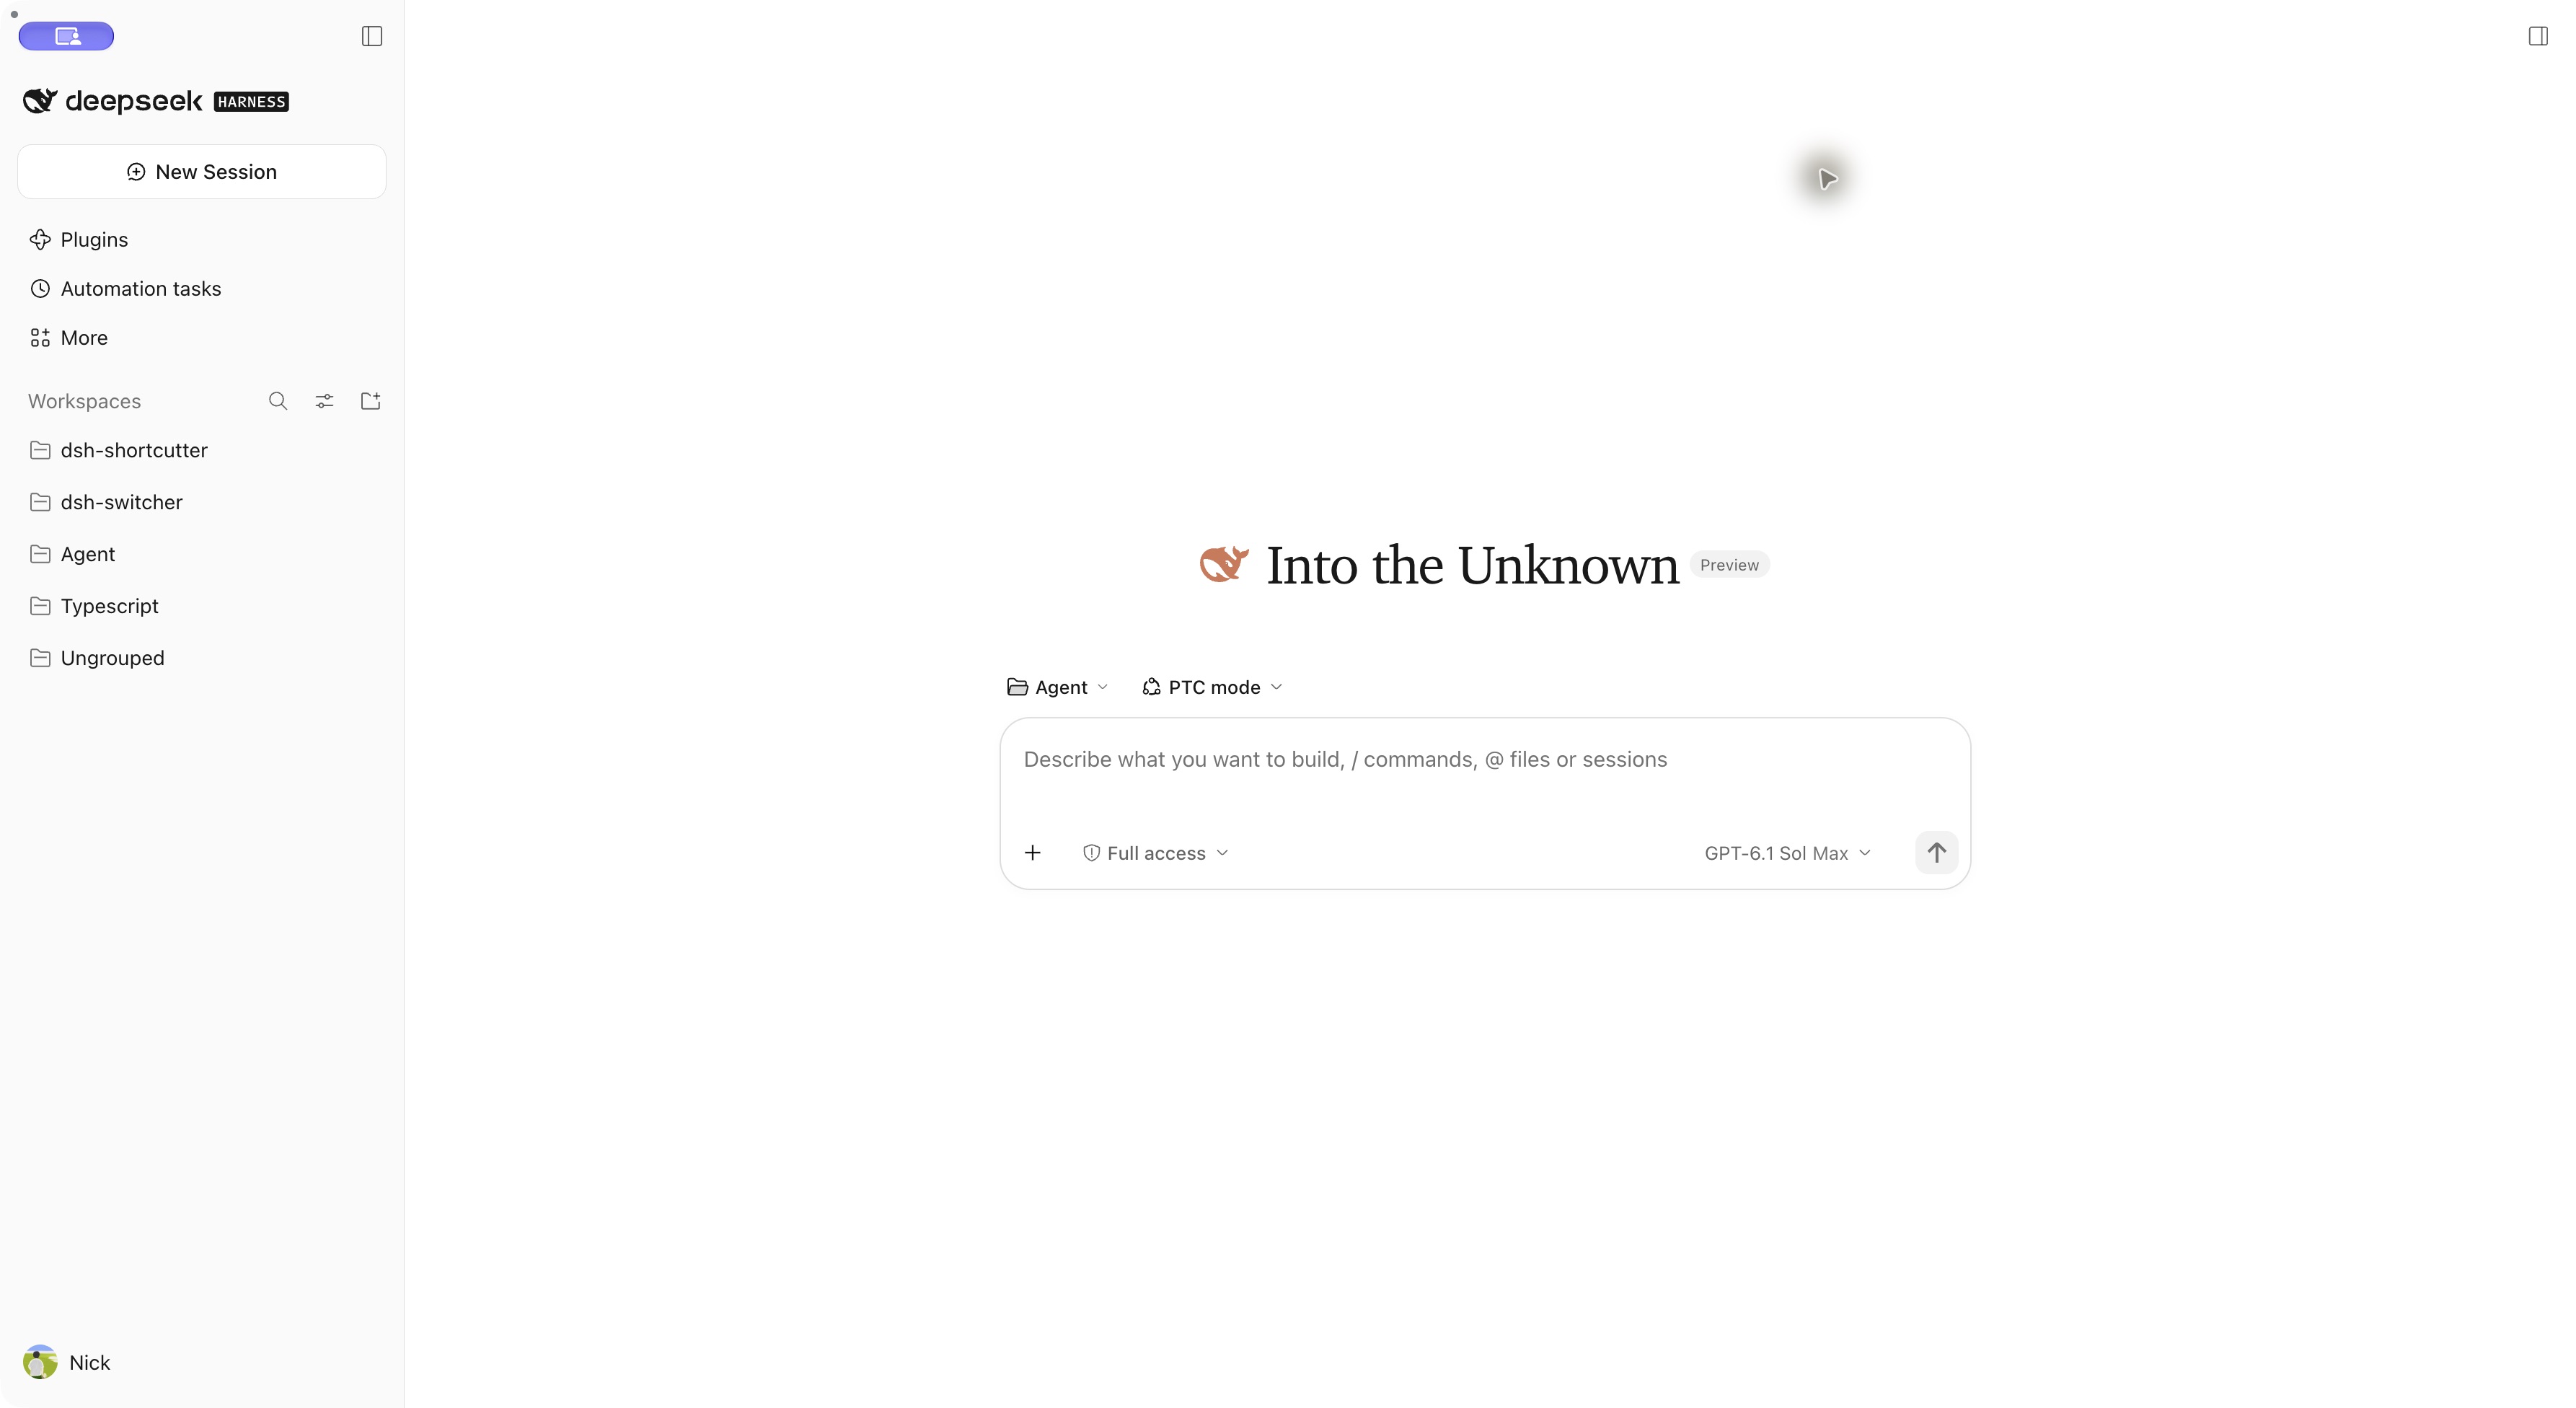 deepseek HARNESS
New Session
Plugins
Automation tasks
More
Workspaces
dsh-shortcutter
dsh-switcher
Agent
Typescript
Ungrouped
Nick
Into the Unknown Preview
Agent PTC mode
Describe what you want to build, / commands, @ files or sessions
Full access GPT-6.1 Sol Max